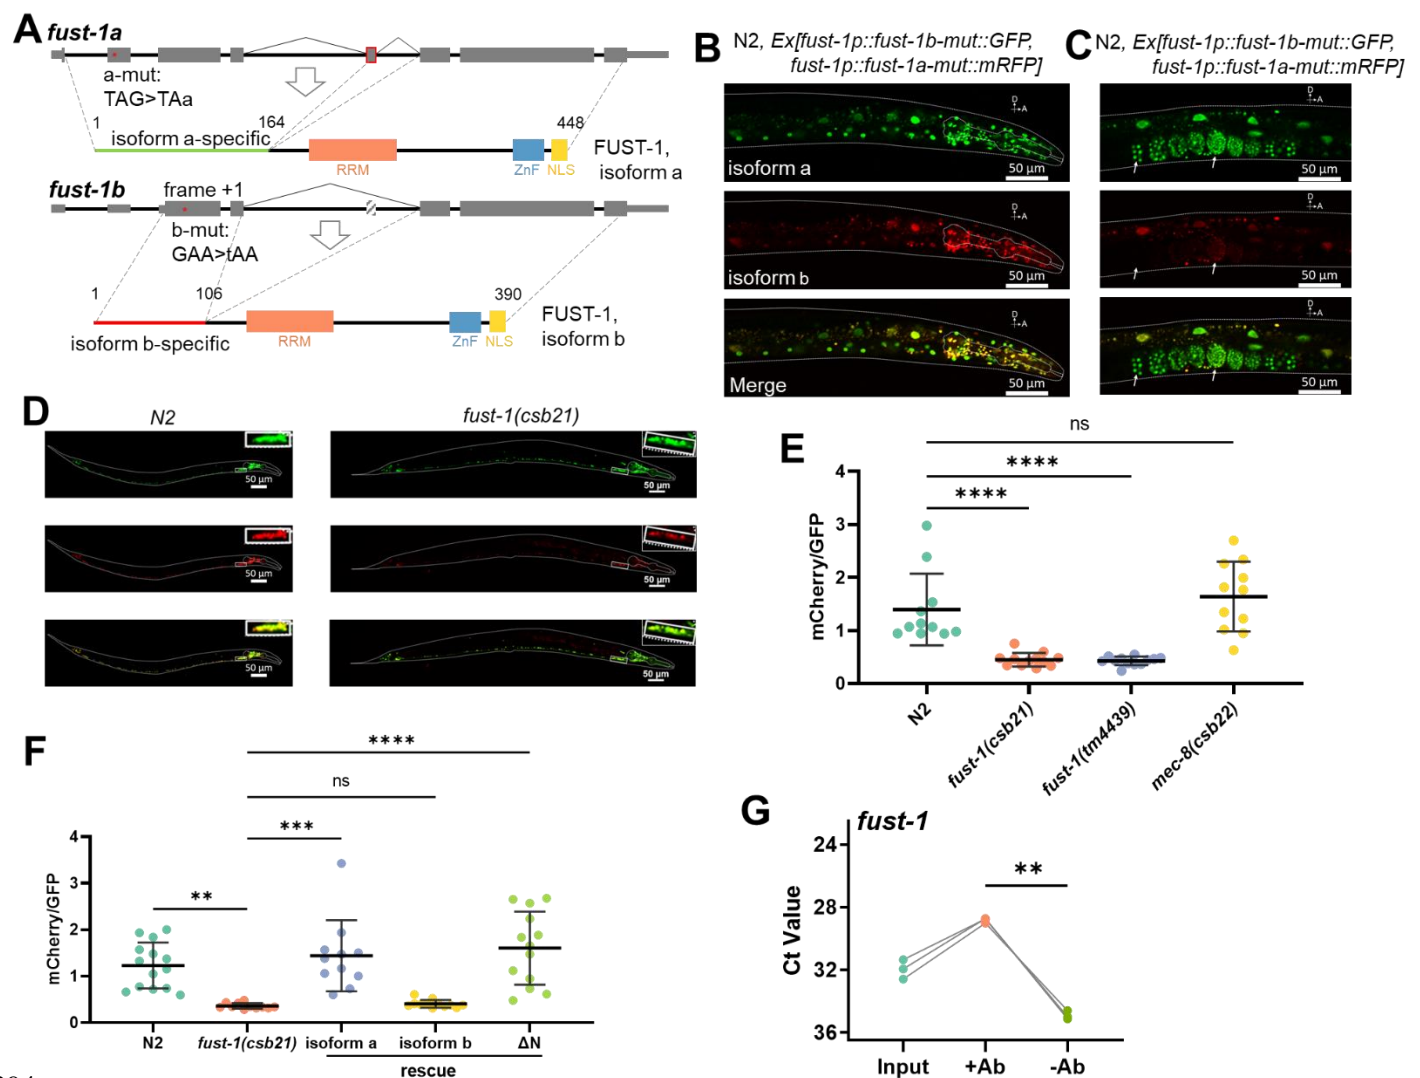 A
fust-1a
a-mut:
TAG>TAa
1
164
448
isoform a-specific
RRM
ZnF
NLS
FUST-1,
isoform a
fust-1b
frame +1
b-mut:
GAA>tAA
1
106
390
isoform b-specific
RRM
ZnF
NLS
FUST-1,
isoform b
B
N2, Ex[fust-1p::fust-1b-mut::GFP,
fust-1p::fust-1a-mut::mRFP]
D
A
isoform a
50 µm
D
A
isoform b
50 µm
D
A
Merge
50 µm
C
N2, Ex[fust-1p::fust-1b-mut::GFP,
fust-1p::fust-1a-mut::mRFP]
D
A
50 µm
D
A
50 µm
D
A
50 µm
D
N2
fust-1(csb21)
50 µm
50 µm
50 µm
50 µm
50 µm
50 µm
E
ns
****
****
4
3
2
1
0
mCherry/GFP
N2
fust-1(csb21)
fust-1(tm4439)
mec-8(csb22)
F
****
ns
***
**
4
3
2
1
0
mCherry/GFP
N2
fust-1(csb21)
isoform a
isoform b
ΔN
rescue
G
fust-1
**
24
28
32
36
Ct Value
Input
+Ab
-Ab